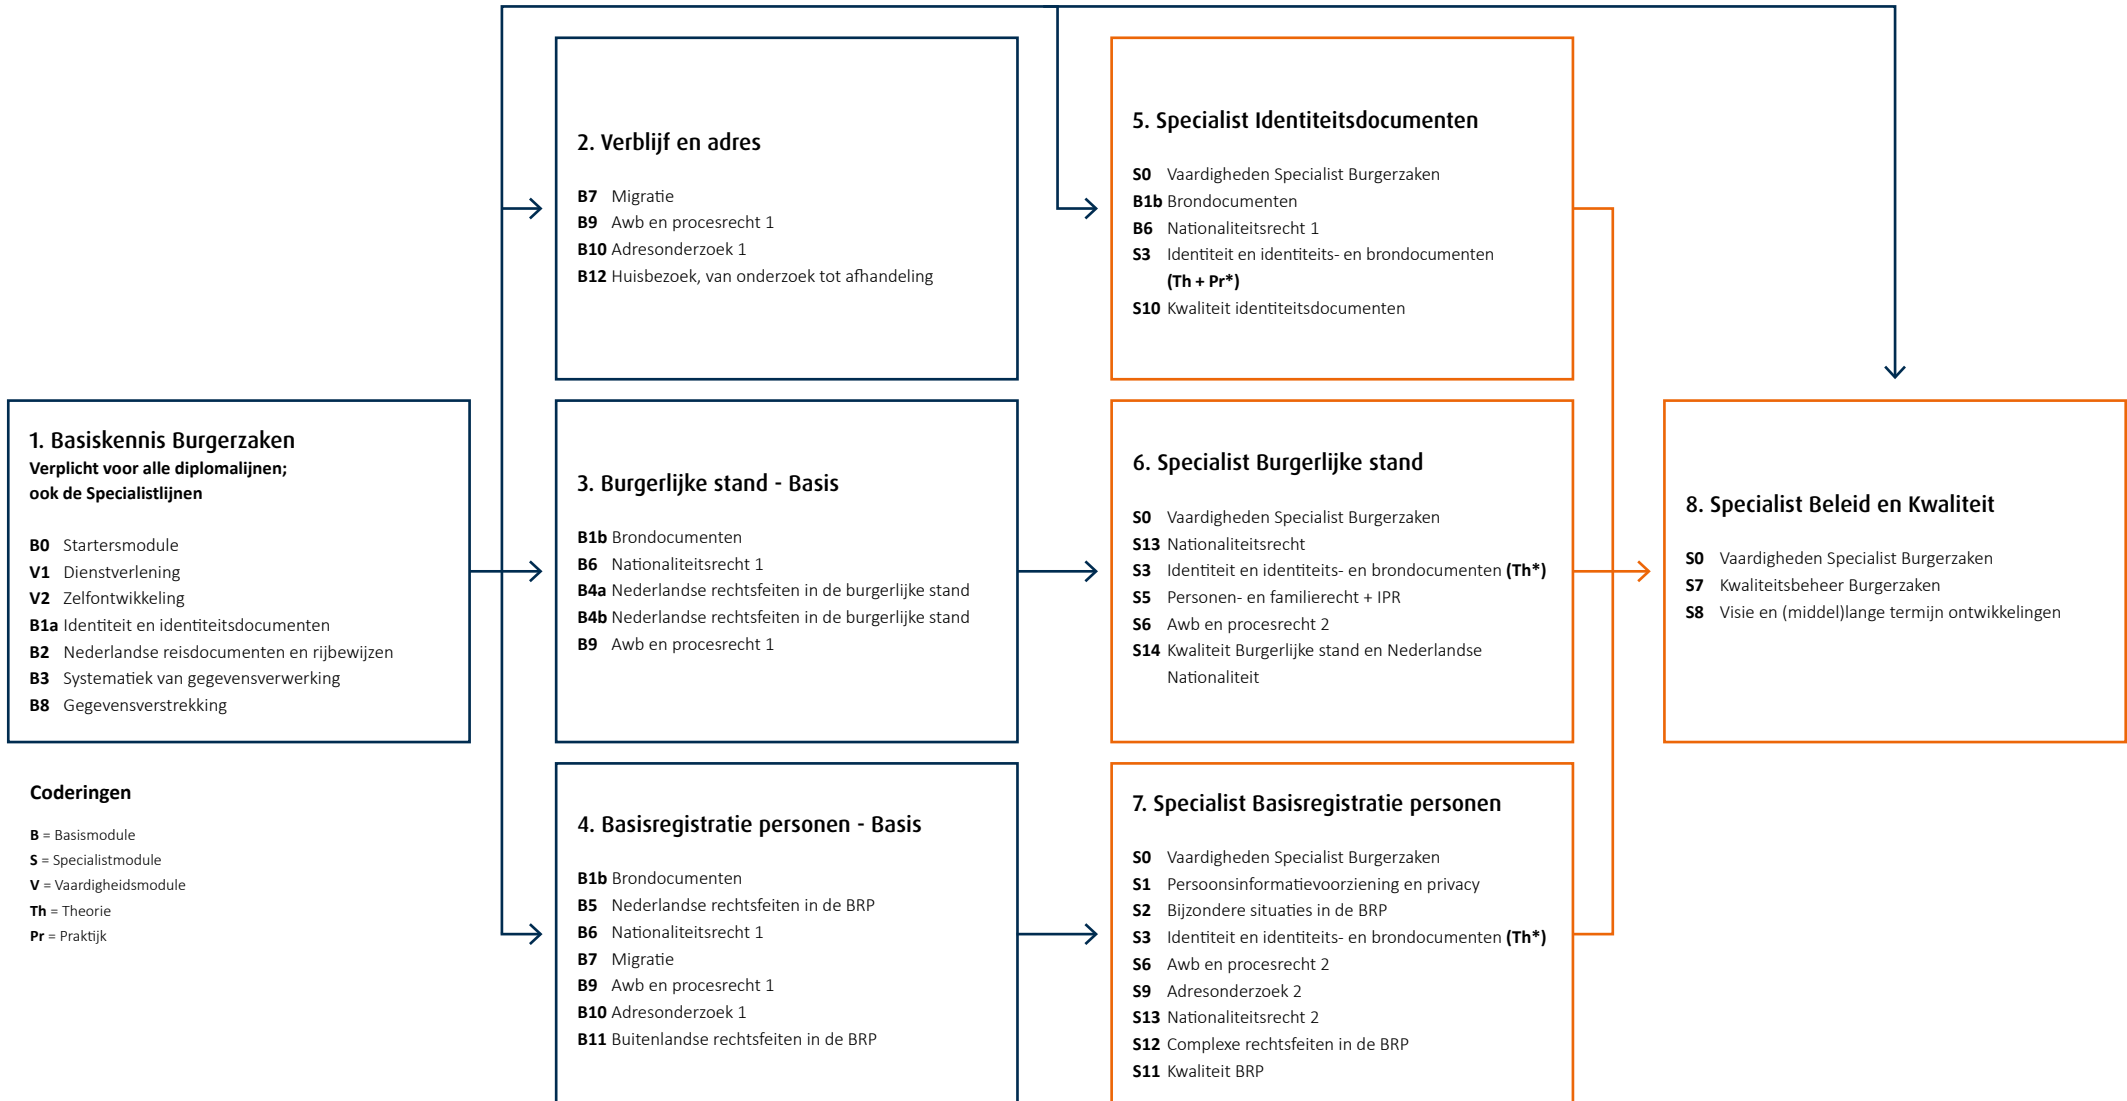 1. Basiskennis Burgerzaken
Verplicht voor alle diplomalijnen;
ook de Specialistlijnen
B0 Startersmodule
V1 Dienstverlening
V2 Zelfontwikkeling
B1a Identiteit en identiteitsdocumenten
B2 Nederlandse reisdocumenten en rijbewijzen
B3 Systematiek van gegevensverwerking
B8 Gegevensverstrekking
Coderingen
B = Basismodule
S = Specialistmodule
V = Vaardigheidsmodule
Th = Theorie
Pr = Praktijk
2. Verblijf en adres
B7 Migratie
B9 Awb en procesrecht 1
B10 Adresonderzoek 1
B12 Huisbezoek, van onderzoek tot afhandeling
3. Burgerlijke stand - Basis
B1b Brondocumenten
B6 Nationaliteitsrecht 1
B4a Nederlandse rechtsfeiten in de burgerlijke stand
B4b Nederlandse rechtsfeiten in de burgerlijke stand
B9 Awb en procesrecht 1
4. Basisregistratie personen - Basis
B1b Brondocumenten
B5 Nederlandse rechtsfeiten in de BRP
B6 Nationaliteitsrecht 1
B7 Migratie
B9 Awb en procesrecht 1
B10 Adresonderzoek 1
B11 Buitenlandse rechtsfeiten in de BRP
5. Specialist Identiteitsdocumenten
S0 Vaardigheden Specialist Burgerzaken
B1b Brondocumenten
B6 Nationaliteitsrecht 1
S3 Identiteit en identiteits- en brondocumenten
(Th + Pr*)
S10 Kwaliteit identiteitsdocumenten
6. Specialist Burgerlijke stand
S0 Vaardigheden Specialist Burgerzaken
S13 Nationaliteitsrecht
S3 Identiteit en identiteits- en brondocumenten (Th*)
S5 Personen- en familierecht + IPR
S6 Awb en procesrecht 2
S14 Kwaliteit Burgerlijke stand en Nederlandse
Nationaliteit
7. Specialist Basisregistratie personen
S0 Vaardigheden Specialist Burgerzaken
S1 Persoonsinformatievoorziening en privacy
S2 Bijzondere situaties in de BRP
S3 Identiteit en identiteits- en brondocumenten (Th*)
S6 Awb en procesrecht 2
S9 Adresonderzoek 2
S13 Nationaliteitsrecht 2
S12 Complexe rechtsfeiten in de BRP
S11 Kwaliteit BRP
8. Specialist Beleid en Kwaliteit
S0 Vaardigheden Specialist Burgerzaken
S7 Kwaliteitsbeheer Burgerzaken
S8 Visie en (middel)lange termijn ontwikkelingen